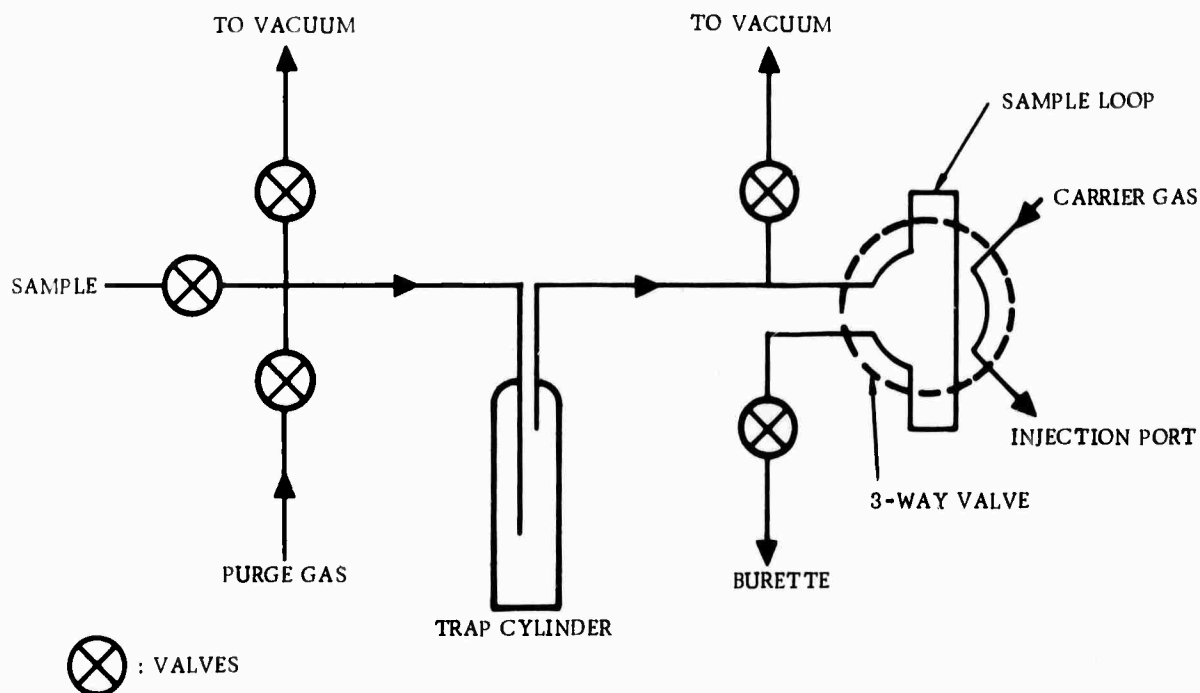 TO VACUUM
TO VACUUM
SAMPLE LOOP
CARRIER GAS
SAMPLE
INJECTION PORT
3-WAY VALVE
PURGE GAS
BURETTE
TRAP CYLINDER
: VALVES